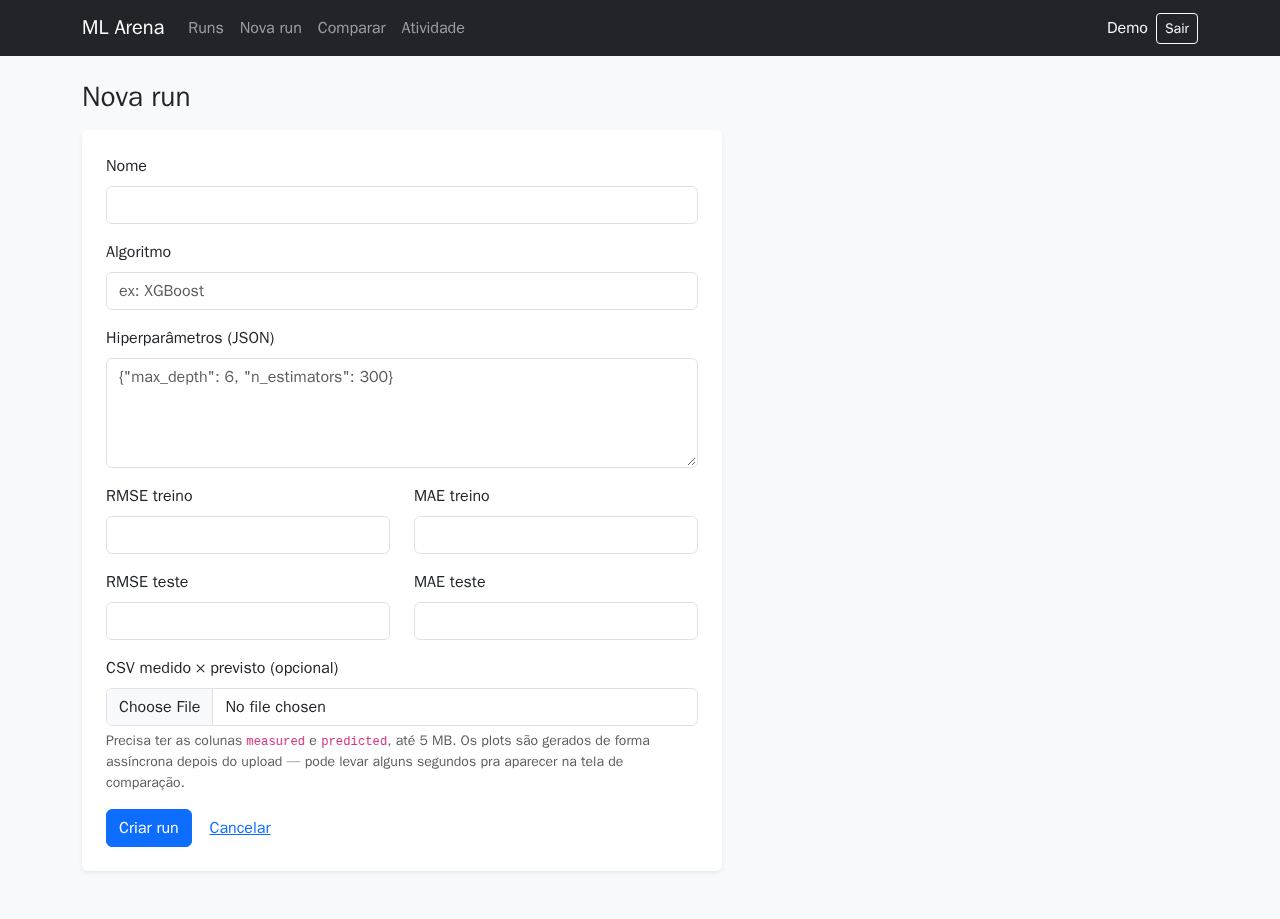 ML Arena Runs Nova run Comparar Atividade Demo Sair
Nova run
Nome
Algoritmo
ex: XGBoost
Hiperparâmetros (JSON)
{"max_depth": 6, "n_estimators": 300}
RMSE treino MAE treino
RMSE teste MAE teste
CSV medido × previsto (opcional)
Choose File No file chosen
Precisa ter as colunas measured e predicted, até 5 MB. Os plots são gerados de forma
assíncrona depois do upload — pode levar alguns segundos pra aparecer na tela de
comparação.
Criar run Cancelar